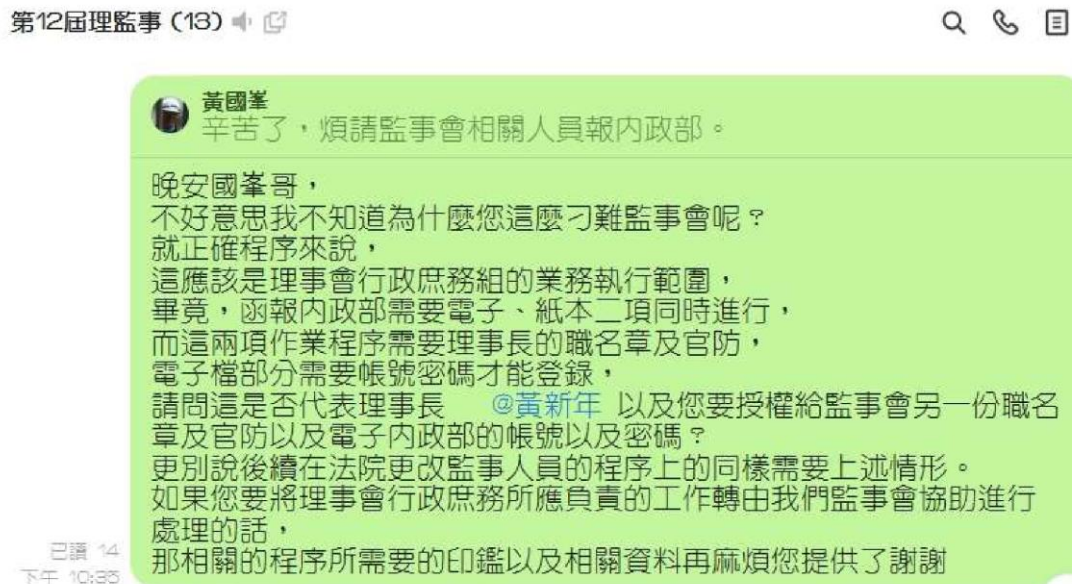 第12屆理監事 (13)
黃國峯
辛苦了，煩請監事會相關人員報內政部。
晚安國峯哥，
不好意思我不知道為什麼您這麼刁難監事會呢？
就正確程序來說，
這應該是理事會行政庶務組的業務執行範圍，
畢竟，函報內政部需要電子、紙本二項同時進行，
而這兩項作業程序需要理事長的職名章及官防，
電子檔部分需要帳號密碼才能登錄，
請問這是否代表理事長 @黃新年 以及您要授權給監事會另一份職名
章及官防以及電子內政部的帳號以及密碼？
更別說後續在法院更改監事人員的程序上的同樣需要上述情形。
如果您要將理事會行政庶務所應負責的工作轉由我們監事會協助進行
處理的話，
那相關的程序所需要的印鑑以及相關資料再麻煩您提供了謝謝
已讀 14
下午 10:33